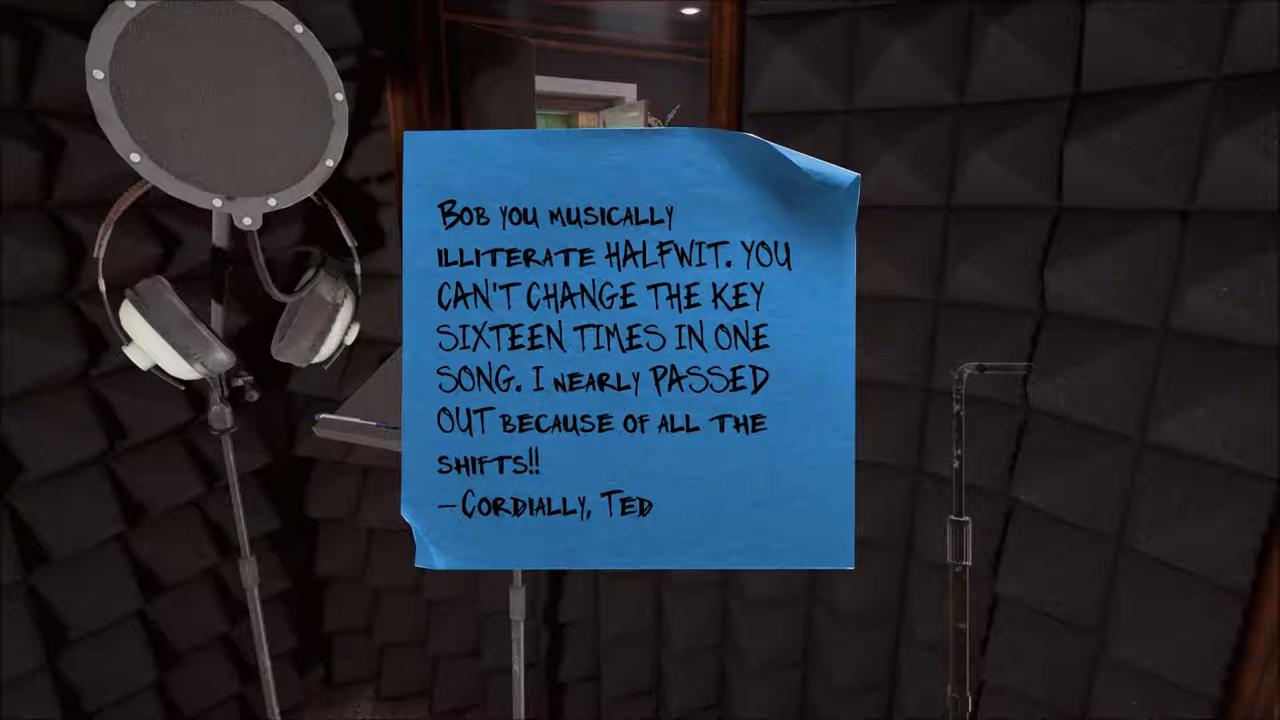 Bob you musically
illiterate HALFWIT. YOU
CAN'T CHANGE THE KEY
SIXTEEN TIMES IN ONE
SONG. I nearly PASSED
OUT because of all the
shifts!!
– Cordially, Ted